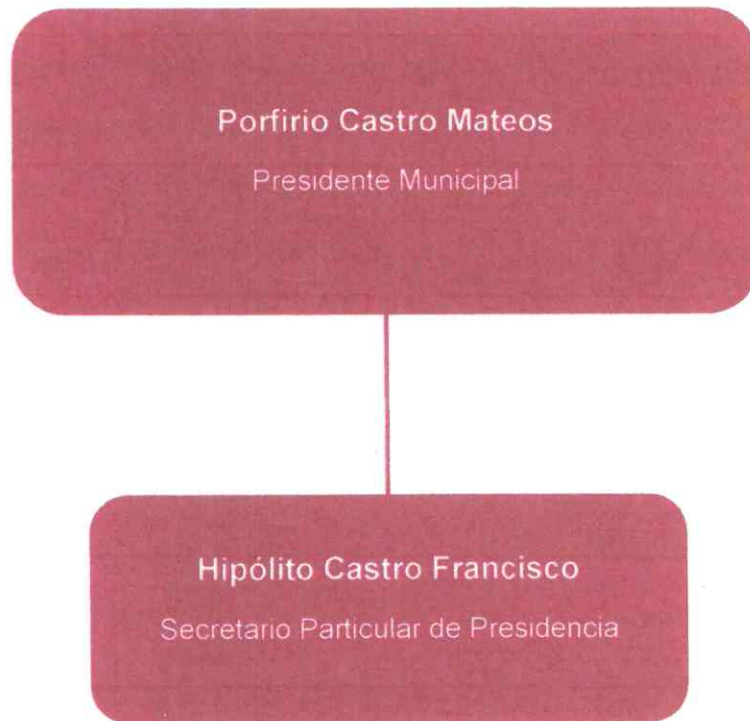 Porfirio Castro Mateos
Presidente Municipal
Hipólito Castro Francisco
Secretario Particular de Presidencia